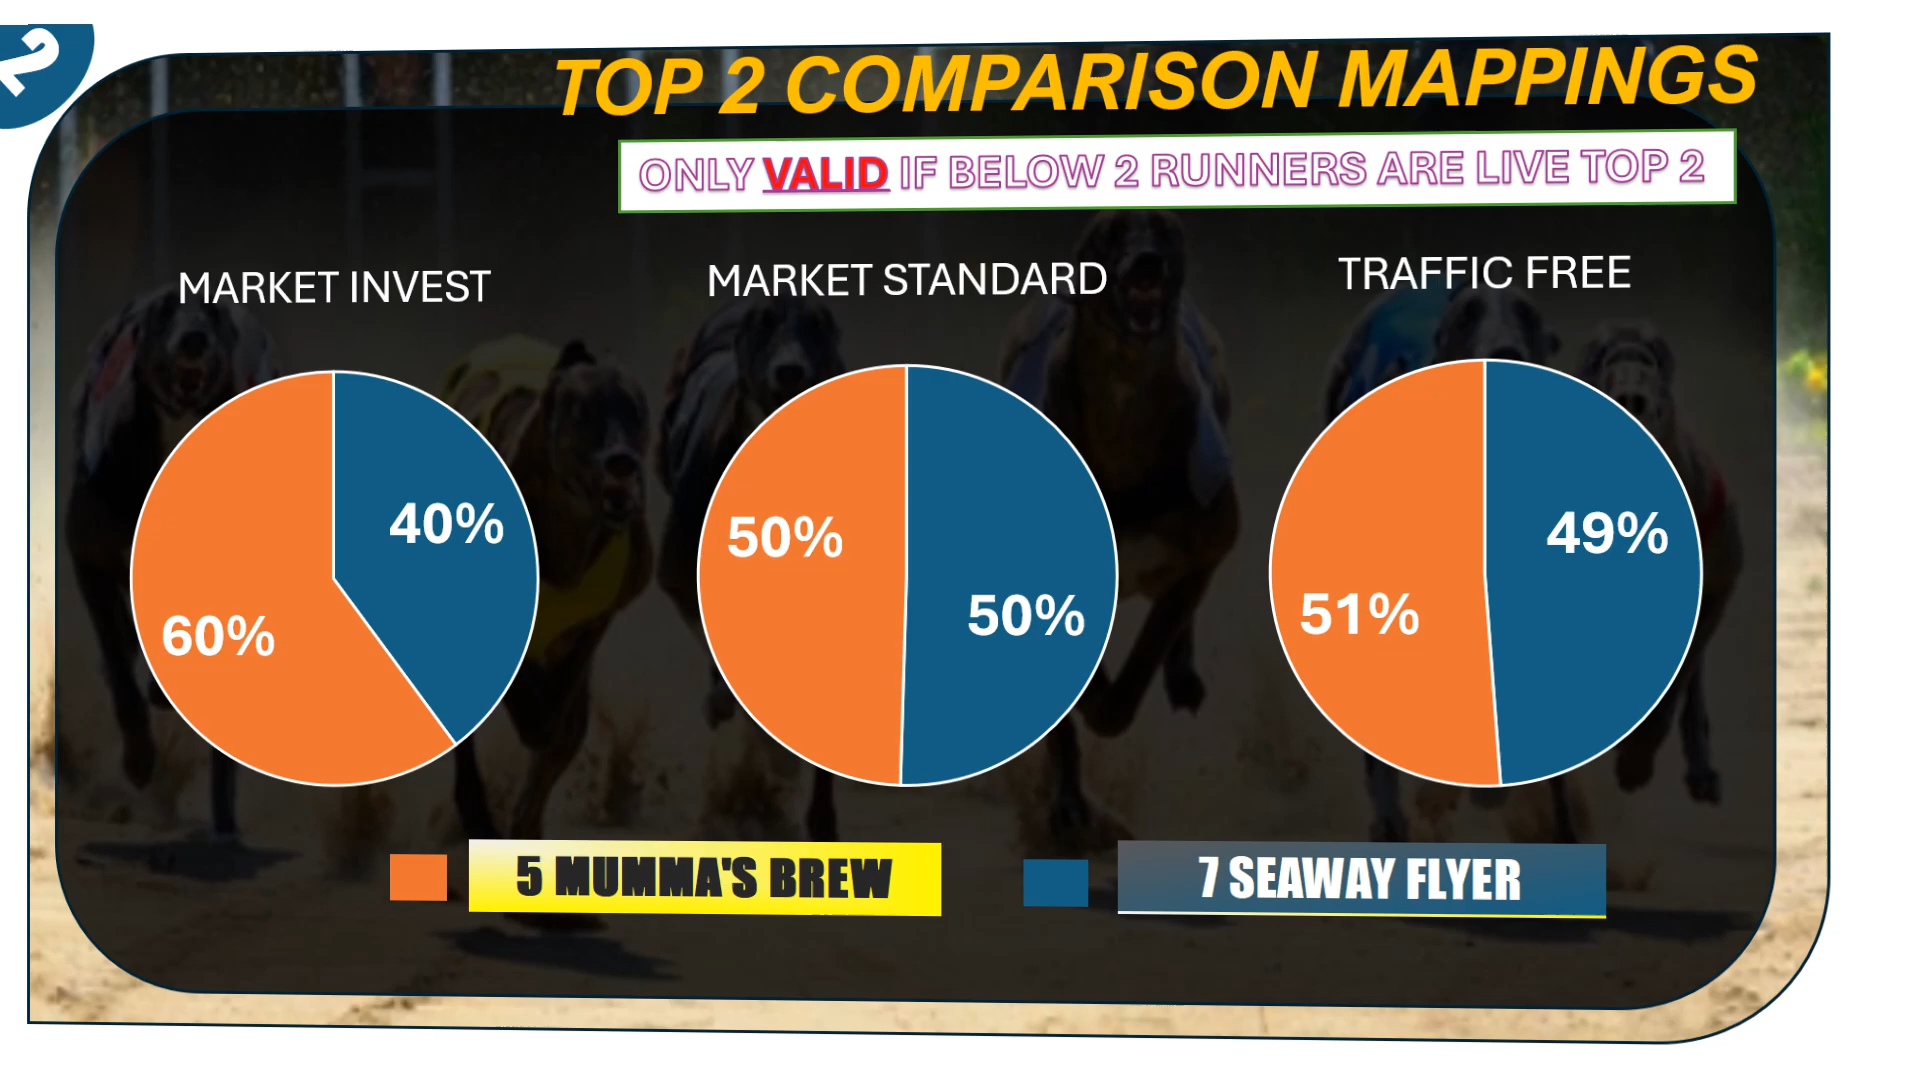 2
TOP 2 COMPARISON MAPPINGS
ONLY VALID IF BELOW 2 RUNNERS ARE LIVE TOP 2
MARKET INVEST
MARKET STANDARD
TRAFFIC FREE
40%
60%
50%
50%
49%
51%
5 MUMMA'S BREW
7 SEAWAY FLYER